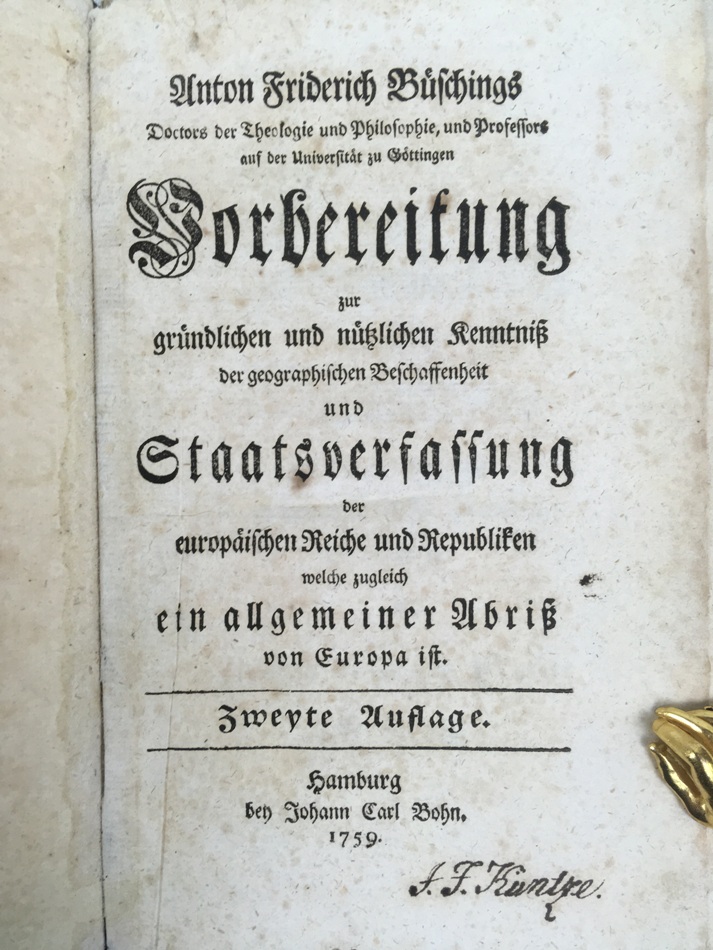 Anton Friderich Büschings
Doctors der Theologie und Philosophie, und Professors
auf der Universität zu Göttingen
Vorbereitung
zur
gründlichen und nützlichen Kenntniß
der geographischen Beschaffenheit
und
Staatsverfassung
der
europäischen Reiche und Republiken
welche zugleich
ein allgemeiner Abriß
von Europa ist.
Zweyte Auflage.
Hamburg
bey Johann Carl Bohn.
1759.
J. F. Kuntze.